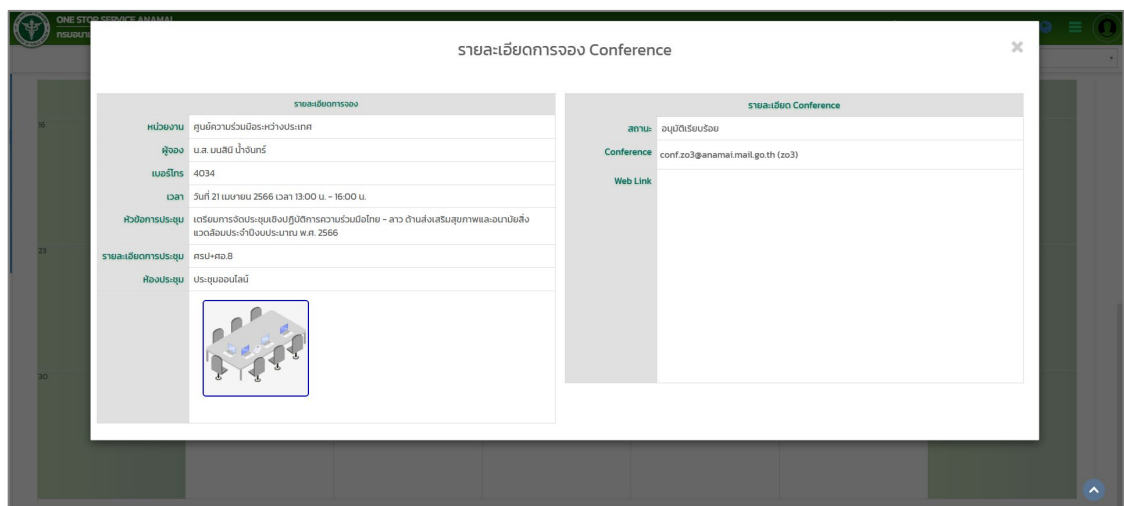 ONE STOP SERVICE ANAMAI
รายละเอียดการจอง Conference
×
รายละเอียดการจอง
หน่วยงาน ศูนย์ความร่วมมือระหว่างประเทศ
ผู้จอง น.ส. มนสินี น้ำจันทร์
เบอร์โทร 4034
เวลา วันที่ 21 เมษายน 2566 เวลา 13:00 น. - 16:00 น.
หัวข้อการประชุม เตรียมการจัดประชุมเชิงปฏิบัติการความร่วมมือไทย - ลาว ด้านส่งเสริมสุขภาพและอนามัยสิ่ง
แวดล้อมประจำปีงบประมาณ พ.ศ. 2566
รายละเอียดการประชุม ศรป+ศอ.8
ห้องประชุม ประชุมออนไลน์
รายละเอียด Conference
สถานะ อนุมัติเรียบร้อย
Conference conf.zo3@anamai.mail.go.th (zo3)
Web Link
16
23
30